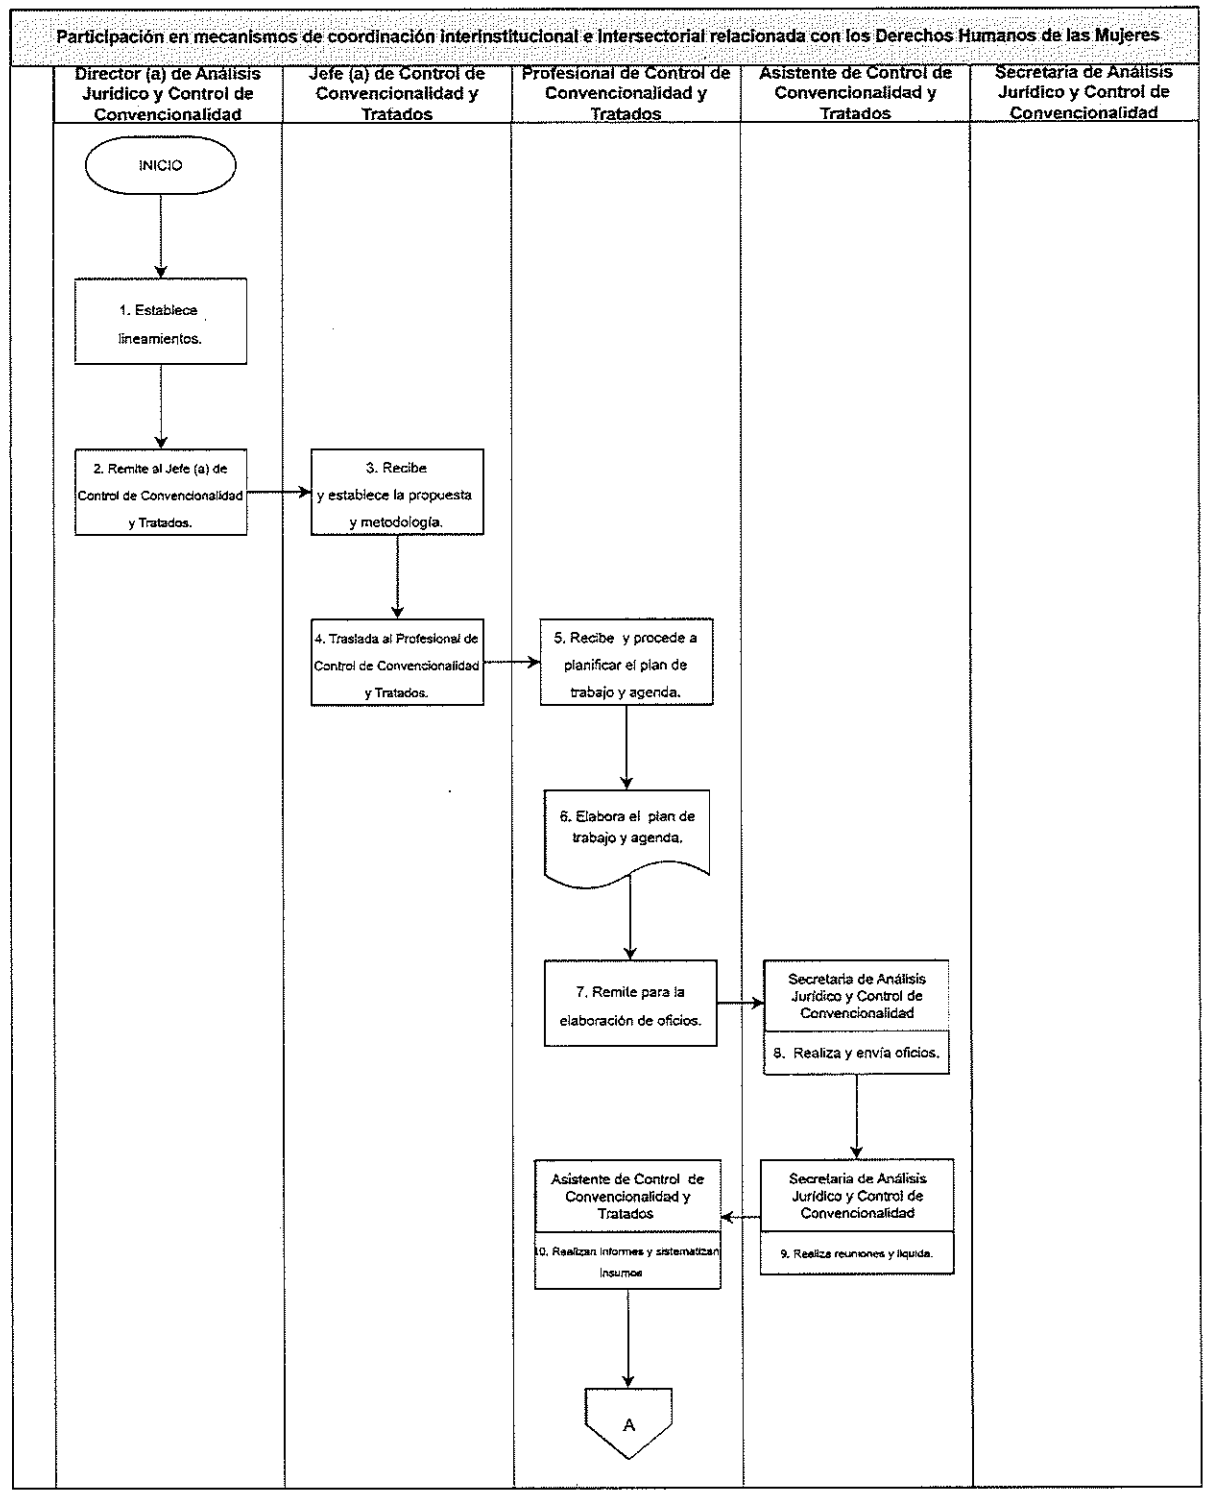 Participación en mecanismos de coordinación interinstitucional e intersectorial relacionada con los Derechos Humanos de las Mujeres
Director (a) de Análisis
Jurídico y Control de
Convencionalidad
Jefe (a) de Control de
Convencionalidad y
Tratados
Profesional de Control de
Convencionalidad y
Tratados
Asistente de Control de
Convencionalidad y
Tratados
Secretaria de Análisis
Jurídico y Control de
Convencionalidad
INICIO
1. Establece
lineamientos.
2. Remite al Jefe (a) de
Control de Convencionalidad
y Tratados.
3. Recibe
y establece la propuesta
y metodología.
4. Traslada al Profesional de
Control de Convencionalidad
y Tratados.
5. Recibe y procede a
planificar el plan de
trabajo y agenda.
6. Elabora el plan de
trabajo y agenda.
7. Remite para la
elaboración de oficios.
Secretaria de Análisis
Jurídico y Control de
Convencionalidad
8. Realiza y envía oficios.
Secretaria de Análisis
Jurídico y Control de
Convencionalidad
9. Realiza reuniones y liquida.
Asistente de Control de
Convencionalidad y
Tratados
10. Realizan informes y sistematizan
insumos
A